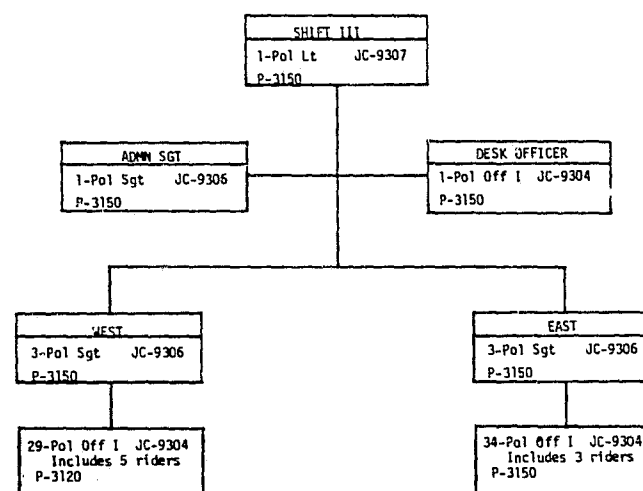 SHIFT III
1-Pol Lt JC-9307
P-3150
ADMN SGT
1-Pol Sgt JC-9306
P-3150
DESK OFFICER
1-Pol Off I JC-9304
P-3150
WEST
3-Pol Sgt JC-9306
P-3150
EAST
3-Pol Sgt JC-9306
P-3150
29-Pol Off I JC-9304
Includes 5 riders
P-3120
34-Pol Off I JC-9304
Includes 3 riders
P-3150